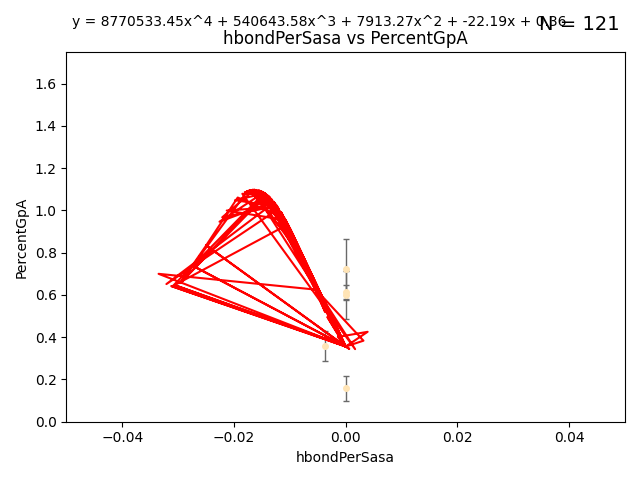 y = 8770533.45x^4 + 540643.58x^3 + 7913.27x^2 + -22.19x + 0.36
N = 121
hbondPerSasa vs PercentGpA
PercentGpA
1.6
1.4
1.2
1.0
0.8
0.6
0.4
0.2
0.0
−0.04
−0.02
0.00
0.02
0.04
hbondPerSasa